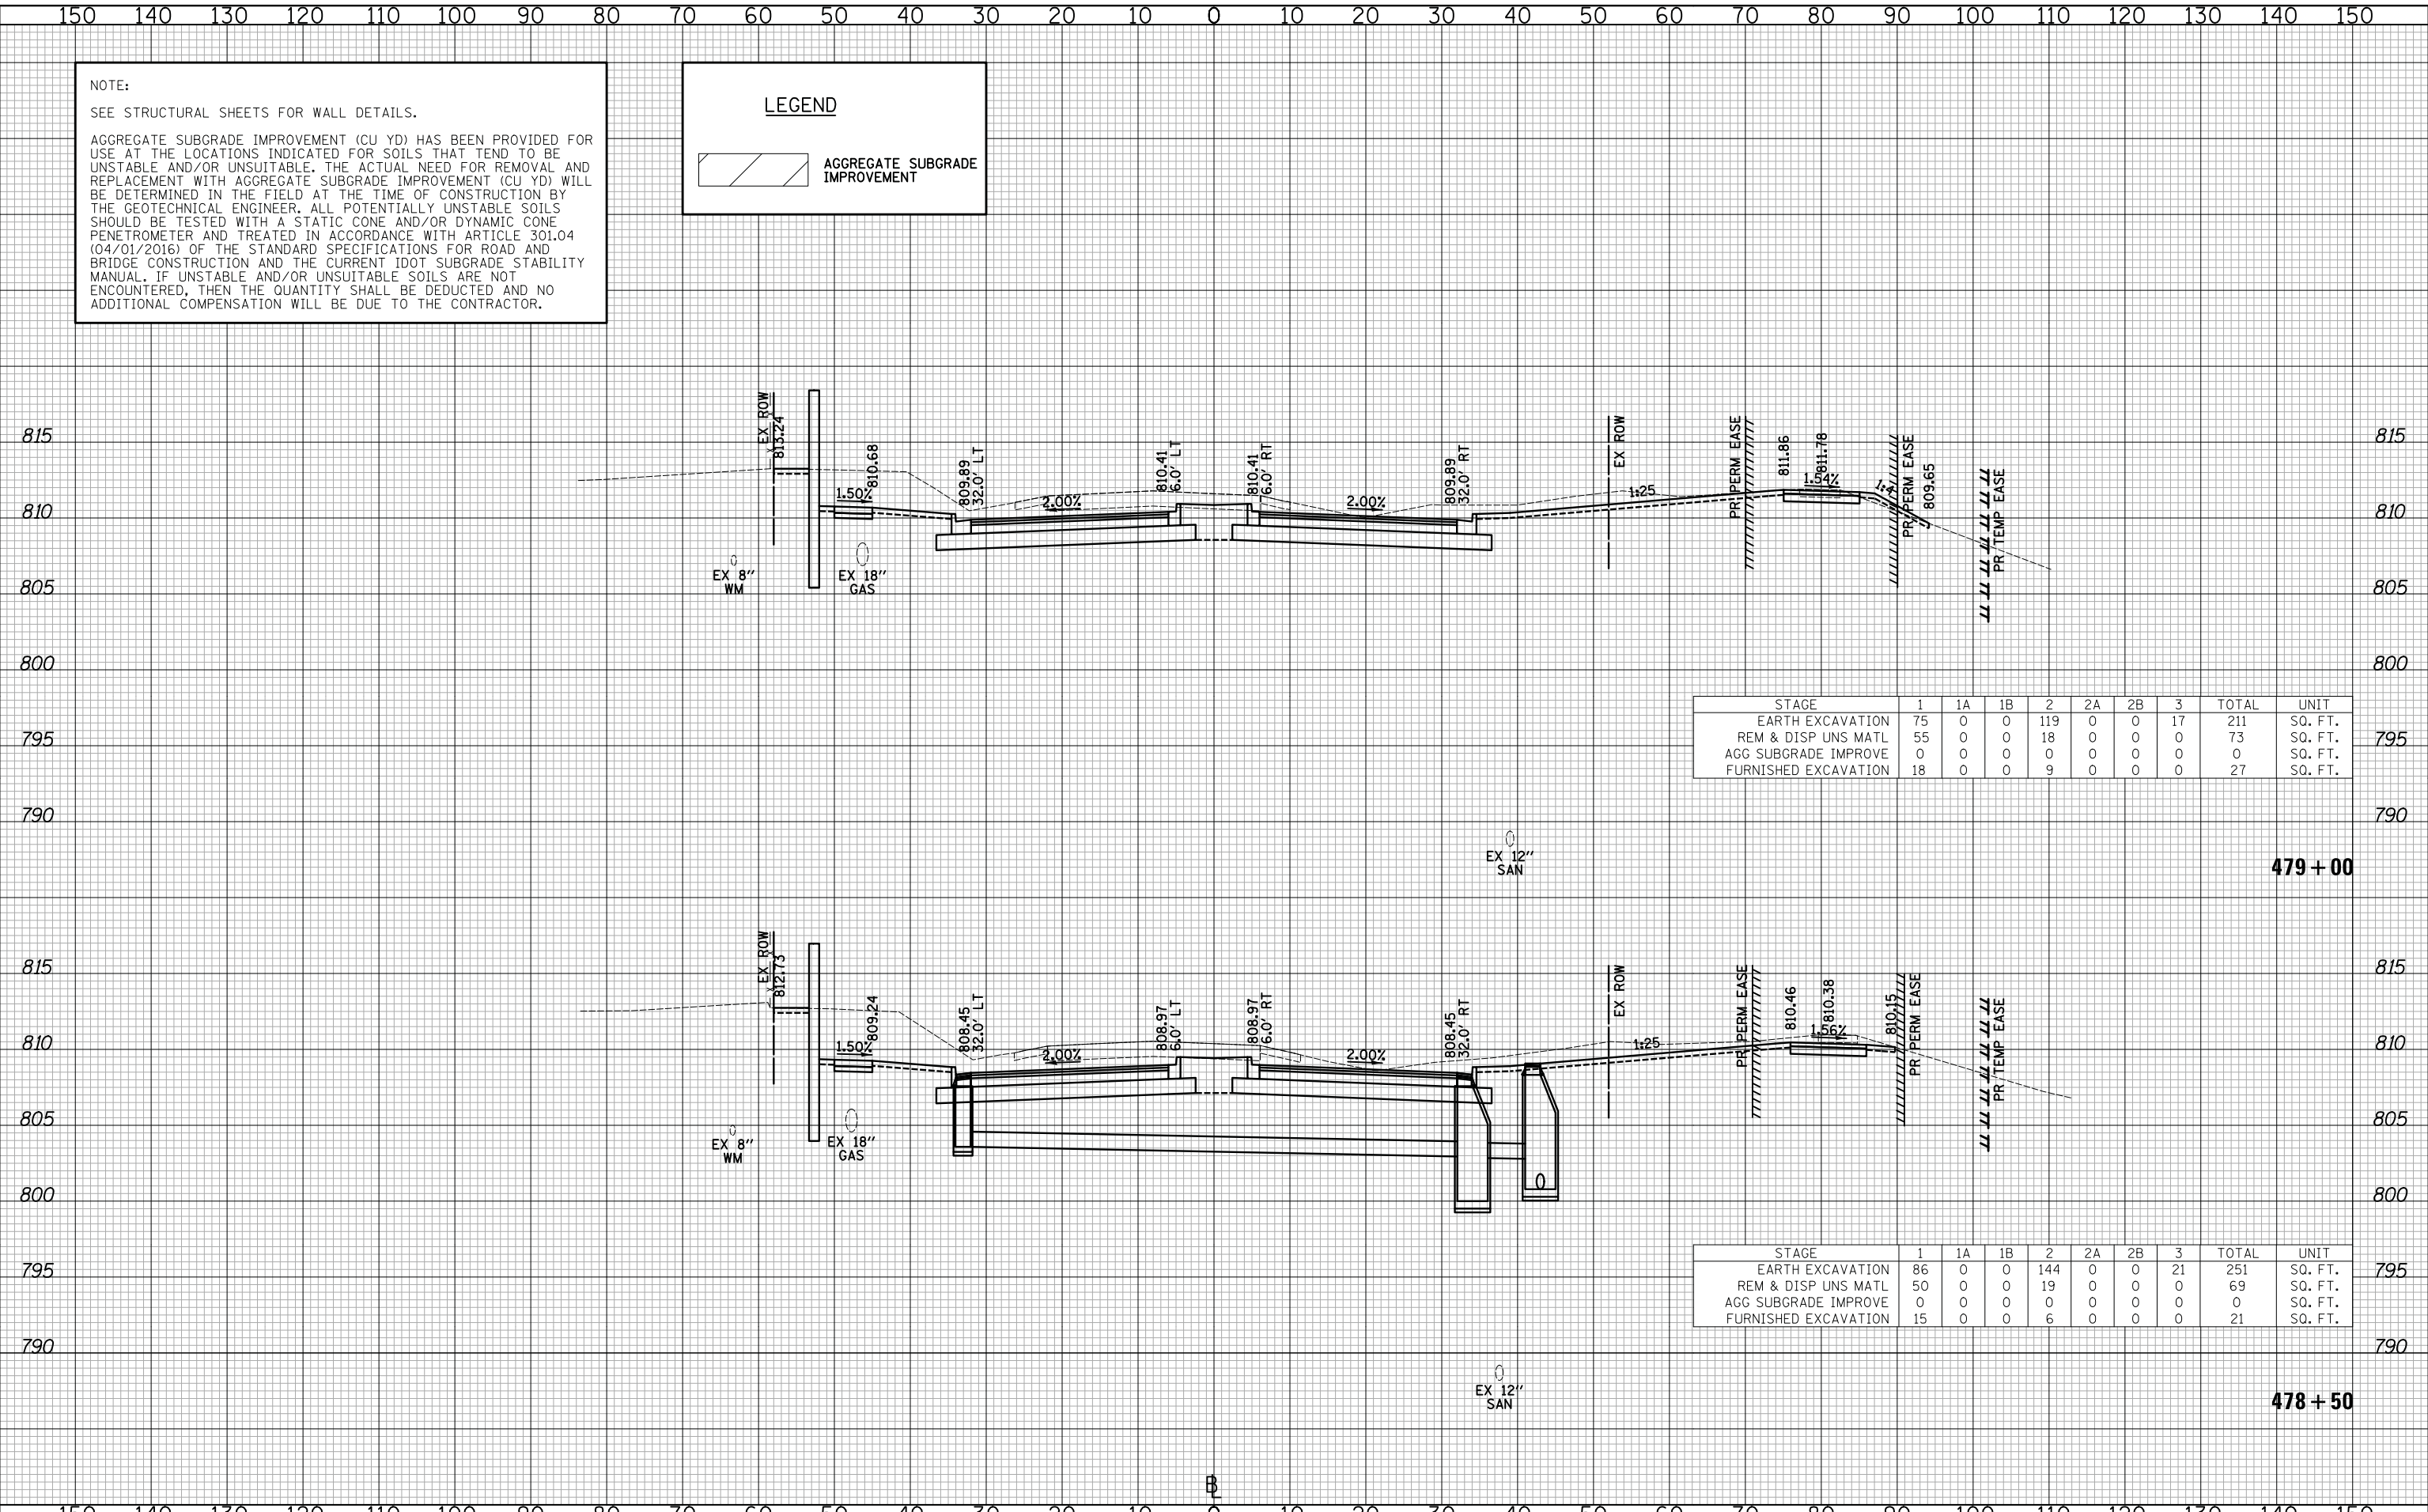 150 140 130 120 110 100 90 80 70 60 50 40 30 20 10 0 10 20 30 40 50 60 70 80 90 100 110 120 130 140 150
NOTE:
SEE STRUCTURAL SHEETS FOR WALL DETAILS.
AGGREGATE SUBGRADE IMPROVEMENT (CU YD) HAS BEEN PROVIDED FOR
USE AT THE LOCATIONS INDICATED FOR SOILS THAT TEND TO BE
UNSTABLE AND/OR UNSUITABLE. THE ACTUAL NEED FOR REMOVAL AND
REPLACEMENT WITH AGGREGATE SUBGRADE IMPROVEMENT (CU YD) WILL
BE DETERMINED IN THE FIELD AT THE TIME OF CONSTRUCTION BY
THE GEOTECHNICAL ENGINEER. ALL POTENTIALLY UNSTABLE SOILS
SHOULD BE TESTED WITH A STATIC CONE AND/OR DYNAMIC CONE
PENETROMETER AND TREATED IN ACCORDANCE WITH ARTICLE 301.04
(04/01/2016) OF THE STANDARD SPECIFICATIONS FOR ROAD AND
BRIDGE CONSTRUCTION AND THE CURRENT IDOT SUBGRADE STABILITY
MANUAL. IF UNSTABLE AND/OR UNSUITABLE SOILS ARE NOT
ENCOUNTERED, THEN THE QUANTITY SHALL BE DEDUCTED AND NO
ADDITIONAL COMPENSATION WILL BE DUE TO THE CONTRACTOR.
LEGEND
AGGREGATE SUBGRADE
IMPROVEMENT
815 815
810 810
805 805
800 800
795 795
790 790
EX ROW
813.24
1.50%
810.68
809.89
32.0' LT
2.00%
810.41
6.0' LT
810.41
6.0' RT
2.00%
809.89
32.0' RT
EX ROW
1:25
PR PERM EASE
811.86
811.78
1.54%
1:4
PR PERM EASE
809.65
PR TEMP EASE
EX 8"
WM
EX 18"
GAS
STAGE 1 1A 1B 2 2A 2B 3 TOTAL UNIT
EARTH EXCAVATION 75 0 0 119 0 0 17 211 SQ. FT.
REM & DISP UNS MATL 55 0 0 18 0 0 0 73 SQ. FT.
AGG SUBGRADE IMPROVE 0 0 0 0 0 0 0 0 SQ. FT.
FURNISHED EXCAVATION 18 0 0 9 0 0 0 27 SQ. FT.
EX 12"
SAN
479+00
815 815
810 810
805 805
800 800
795 795
790 790
EX ROW
812.73
1.50%
809.24
808.45
32.0' LT
2.00%
808.97
6.0' LT
808.97
6.0' RT
2.00%
808.45
32.0' RT
EX ROW
1:25
PR PERM EASE
810.46
810.38
1.56%
810.15
PR PERM EASE
PR TEMP EASE
EX 8"
WM
EX 18"
GAS
STAGE 1 1A 1B 2 2A 2B 3 TOTAL UNIT
EARTH EXCAVATION 86 0 0 144 0 0 21 251 SQ. FT.
REM & DISP UNS MATL 50 0 0 19 0 0 0 69 SQ. FT.
AGG SUBGRADE IMPROVE 0 0 0 0 0 0 0 0 SQ. FT.
FURNISHED EXCAVATION 15 0 0 6 0 0 0 21 SQ. FT.
EX 12"
SAN
478+50
BL
150 140 130 120 110 100 90 80 70 60 50 40 30 20 10 0 10 20 30 40 50 60 70 80 90 100 110 120 130 140 150